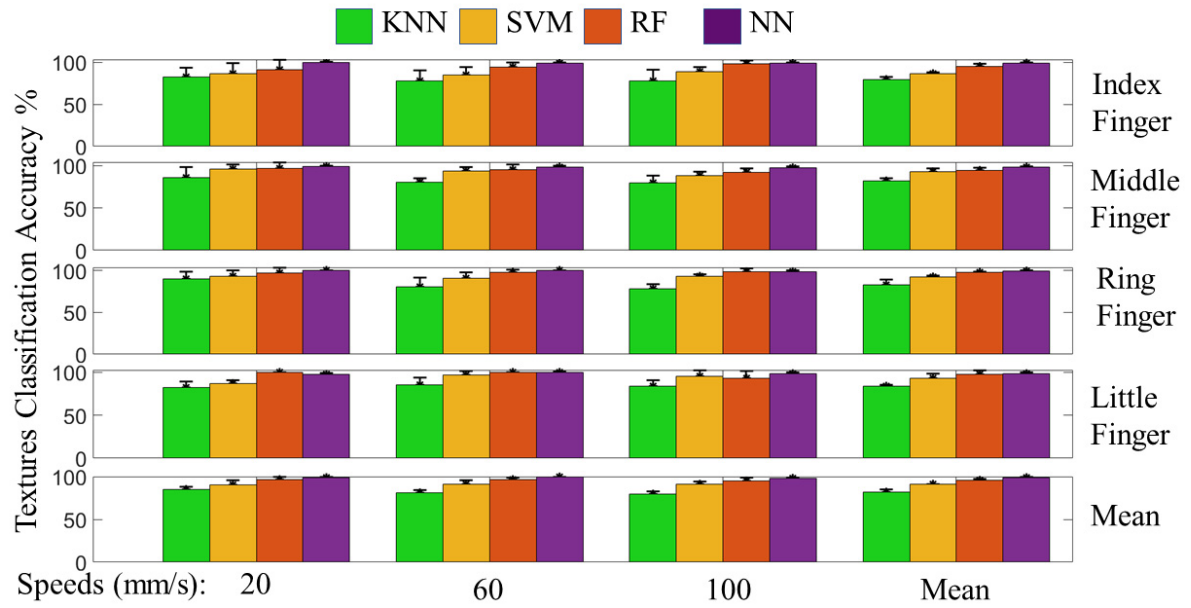 KNN SVM RF NN
Textures Classification Accuracy %
100
50
0
Index
Finger
100
50
0
Middle
Finger
100
50
0
Ring
Finger
100
50
0
Little
Finger
100
50
0
Mean
Speeds (mm/s): 20 60 100 Mean